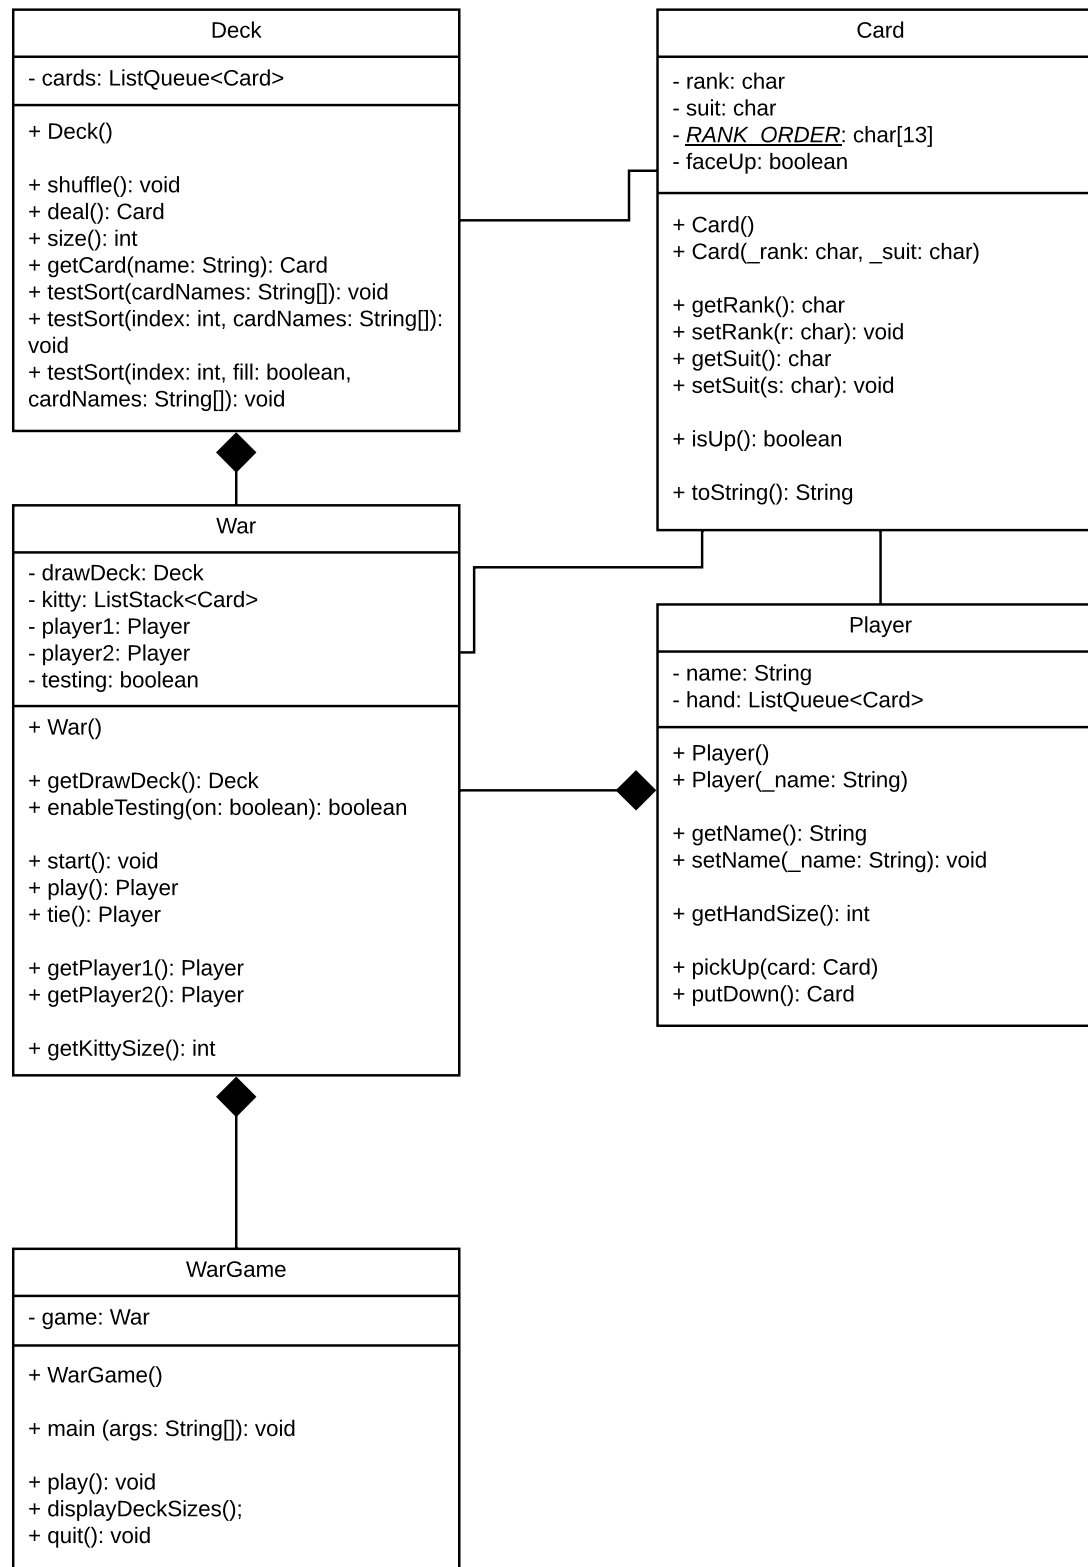 Deck
- cards: ListQueue<Card>
+ Deck()
+ shuffle(): void
+ deal(): Card
+ size(): int
+ getCard(name: String): Card
+ testSort(cardNames: String[]): void
+ testSort(index: int, cardNames: String[]):
void
+ testSort(index: int, fill: boolean,
cardNames: String[]): void
Card
- rank: char
- suit: char
- RANK_ORDER: char[13]
- faceUp: boolean
+ Card()
+ Card(_rank: char, _suit: char)
+ getRank(): char
+ setRank(r: char): void
+ getSuit(): char
+ setSuit(s: char): void
+ isUp(): boolean
+ toString(): String
War
- drawDeck: Deck
- kitty: ListStack<Card>
- player1: Player
- player2: Player
- testing: boolean
+ War()
+ getDrawDeck(): Deck
+ enableTesting(on: boolean): boolean
+ start(): void
+ play(): Player
+ tie(): Player
+ getPlayer1(): Player
+ getPlayer2(): Player
+ getKittySize(): int
Player
- name: String
- hand: ListQueue<Card>
+ Player()
+ Player(_name: String)
+ getName(): String
+ setName(_name: String): void
+ getHandSize(): int
+ pickUp(card: Card)
+ putDown(): Card
WarGame
- game: War
+ WarGame()
+ main (args: String[]): void
+ play(): void
+ displayDeckSizes();
+ quit(): void